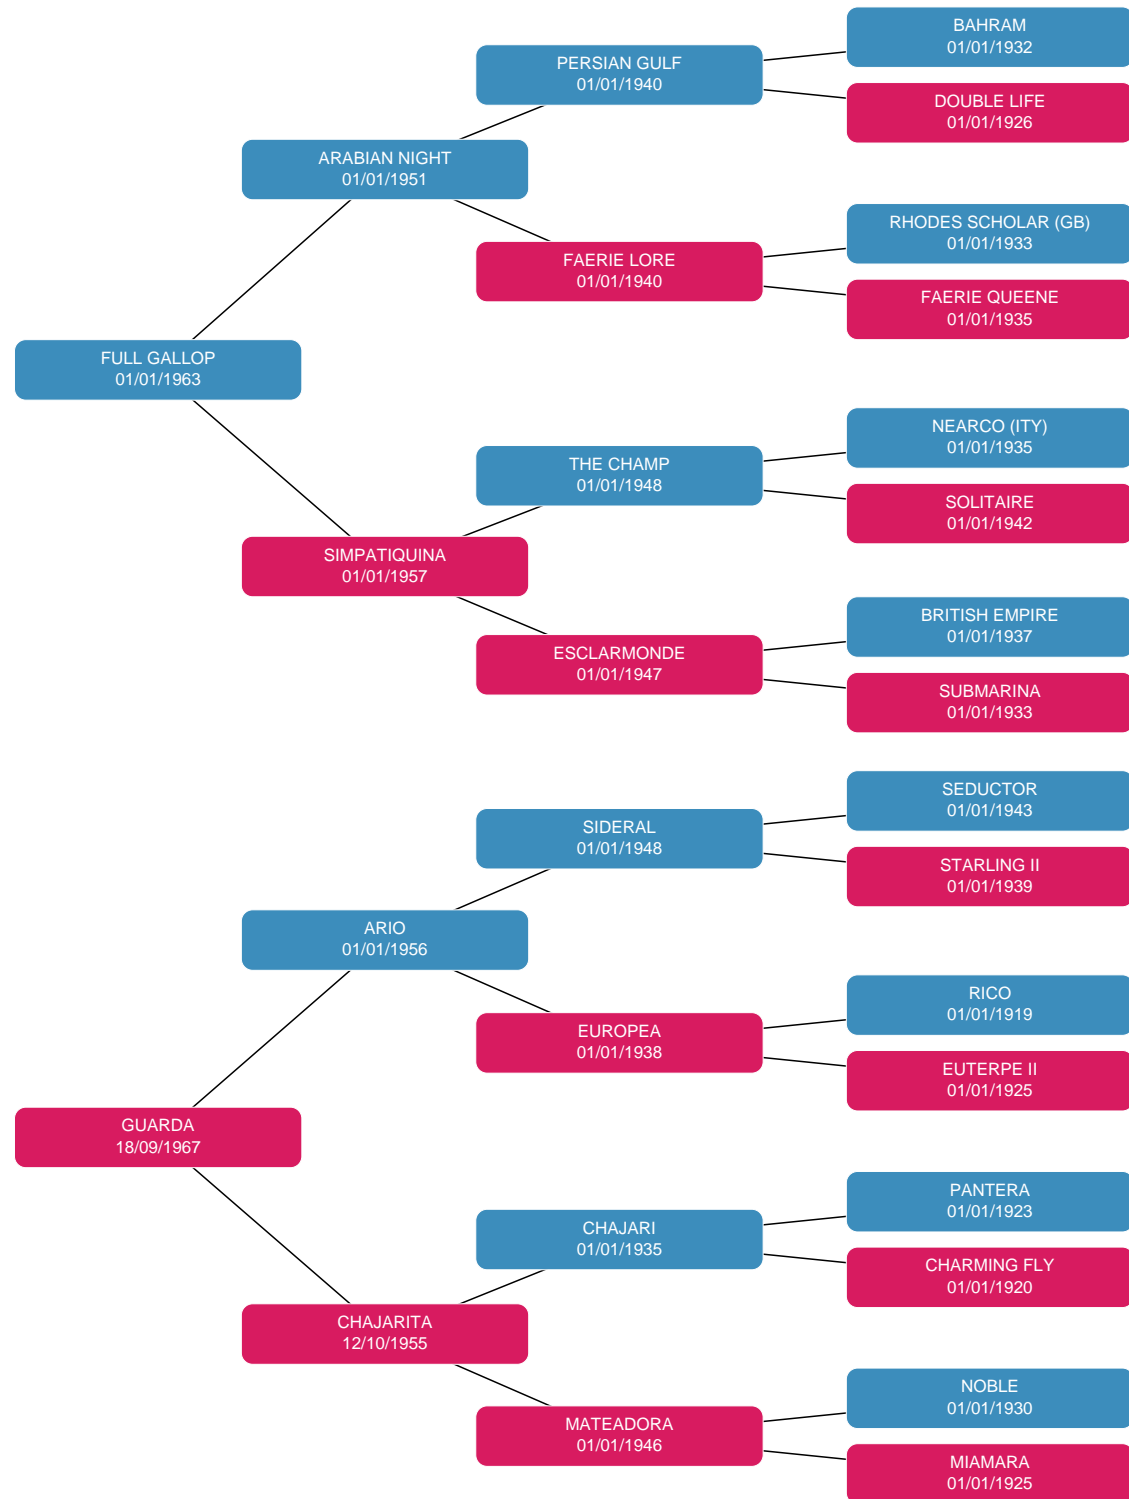 BAHRAM
01/01/1932
PERSIAN GULF
01/01/1940
DOUBLE LIFE
01/01/1926
ARABIAN NIGHT
01/01/1951
RHODES SCHOLAR (GB)
01/01/1933
FAERIE LORE
01/01/1940
FAERIE QUEENE
01/01/1935
FULL GALLOP
01/01/1963
NEARCO (ITY)
01/01/1935
THE CHAMP
01/01/1948
SOLITAIRE
01/01/1942
SIMPATIQUINA
01/01/1957
BRITISH EMPIRE
01/01/1937
ESCLARMONDE
01/01/1947
SUBMARINA
01/01/1933
SEDUCTOR
01/01/1943
SIDERAL
01/01/1948
STARLING II
01/01/1939
ARIO
01/01/1956
RICO
01/01/1919
EUROPEA
01/01/1938
EUTERPE II
01/01/1925
GUARDA
18/09/1967
PANTERA
01/01/1923
CHAJARI
01/01/1935
CHARMING FLY
01/01/1920
CHAJARITA
12/10/1955
NOBLE
01/01/1930
MATEADORA
01/01/1946
MIAMARA
01/01/1925